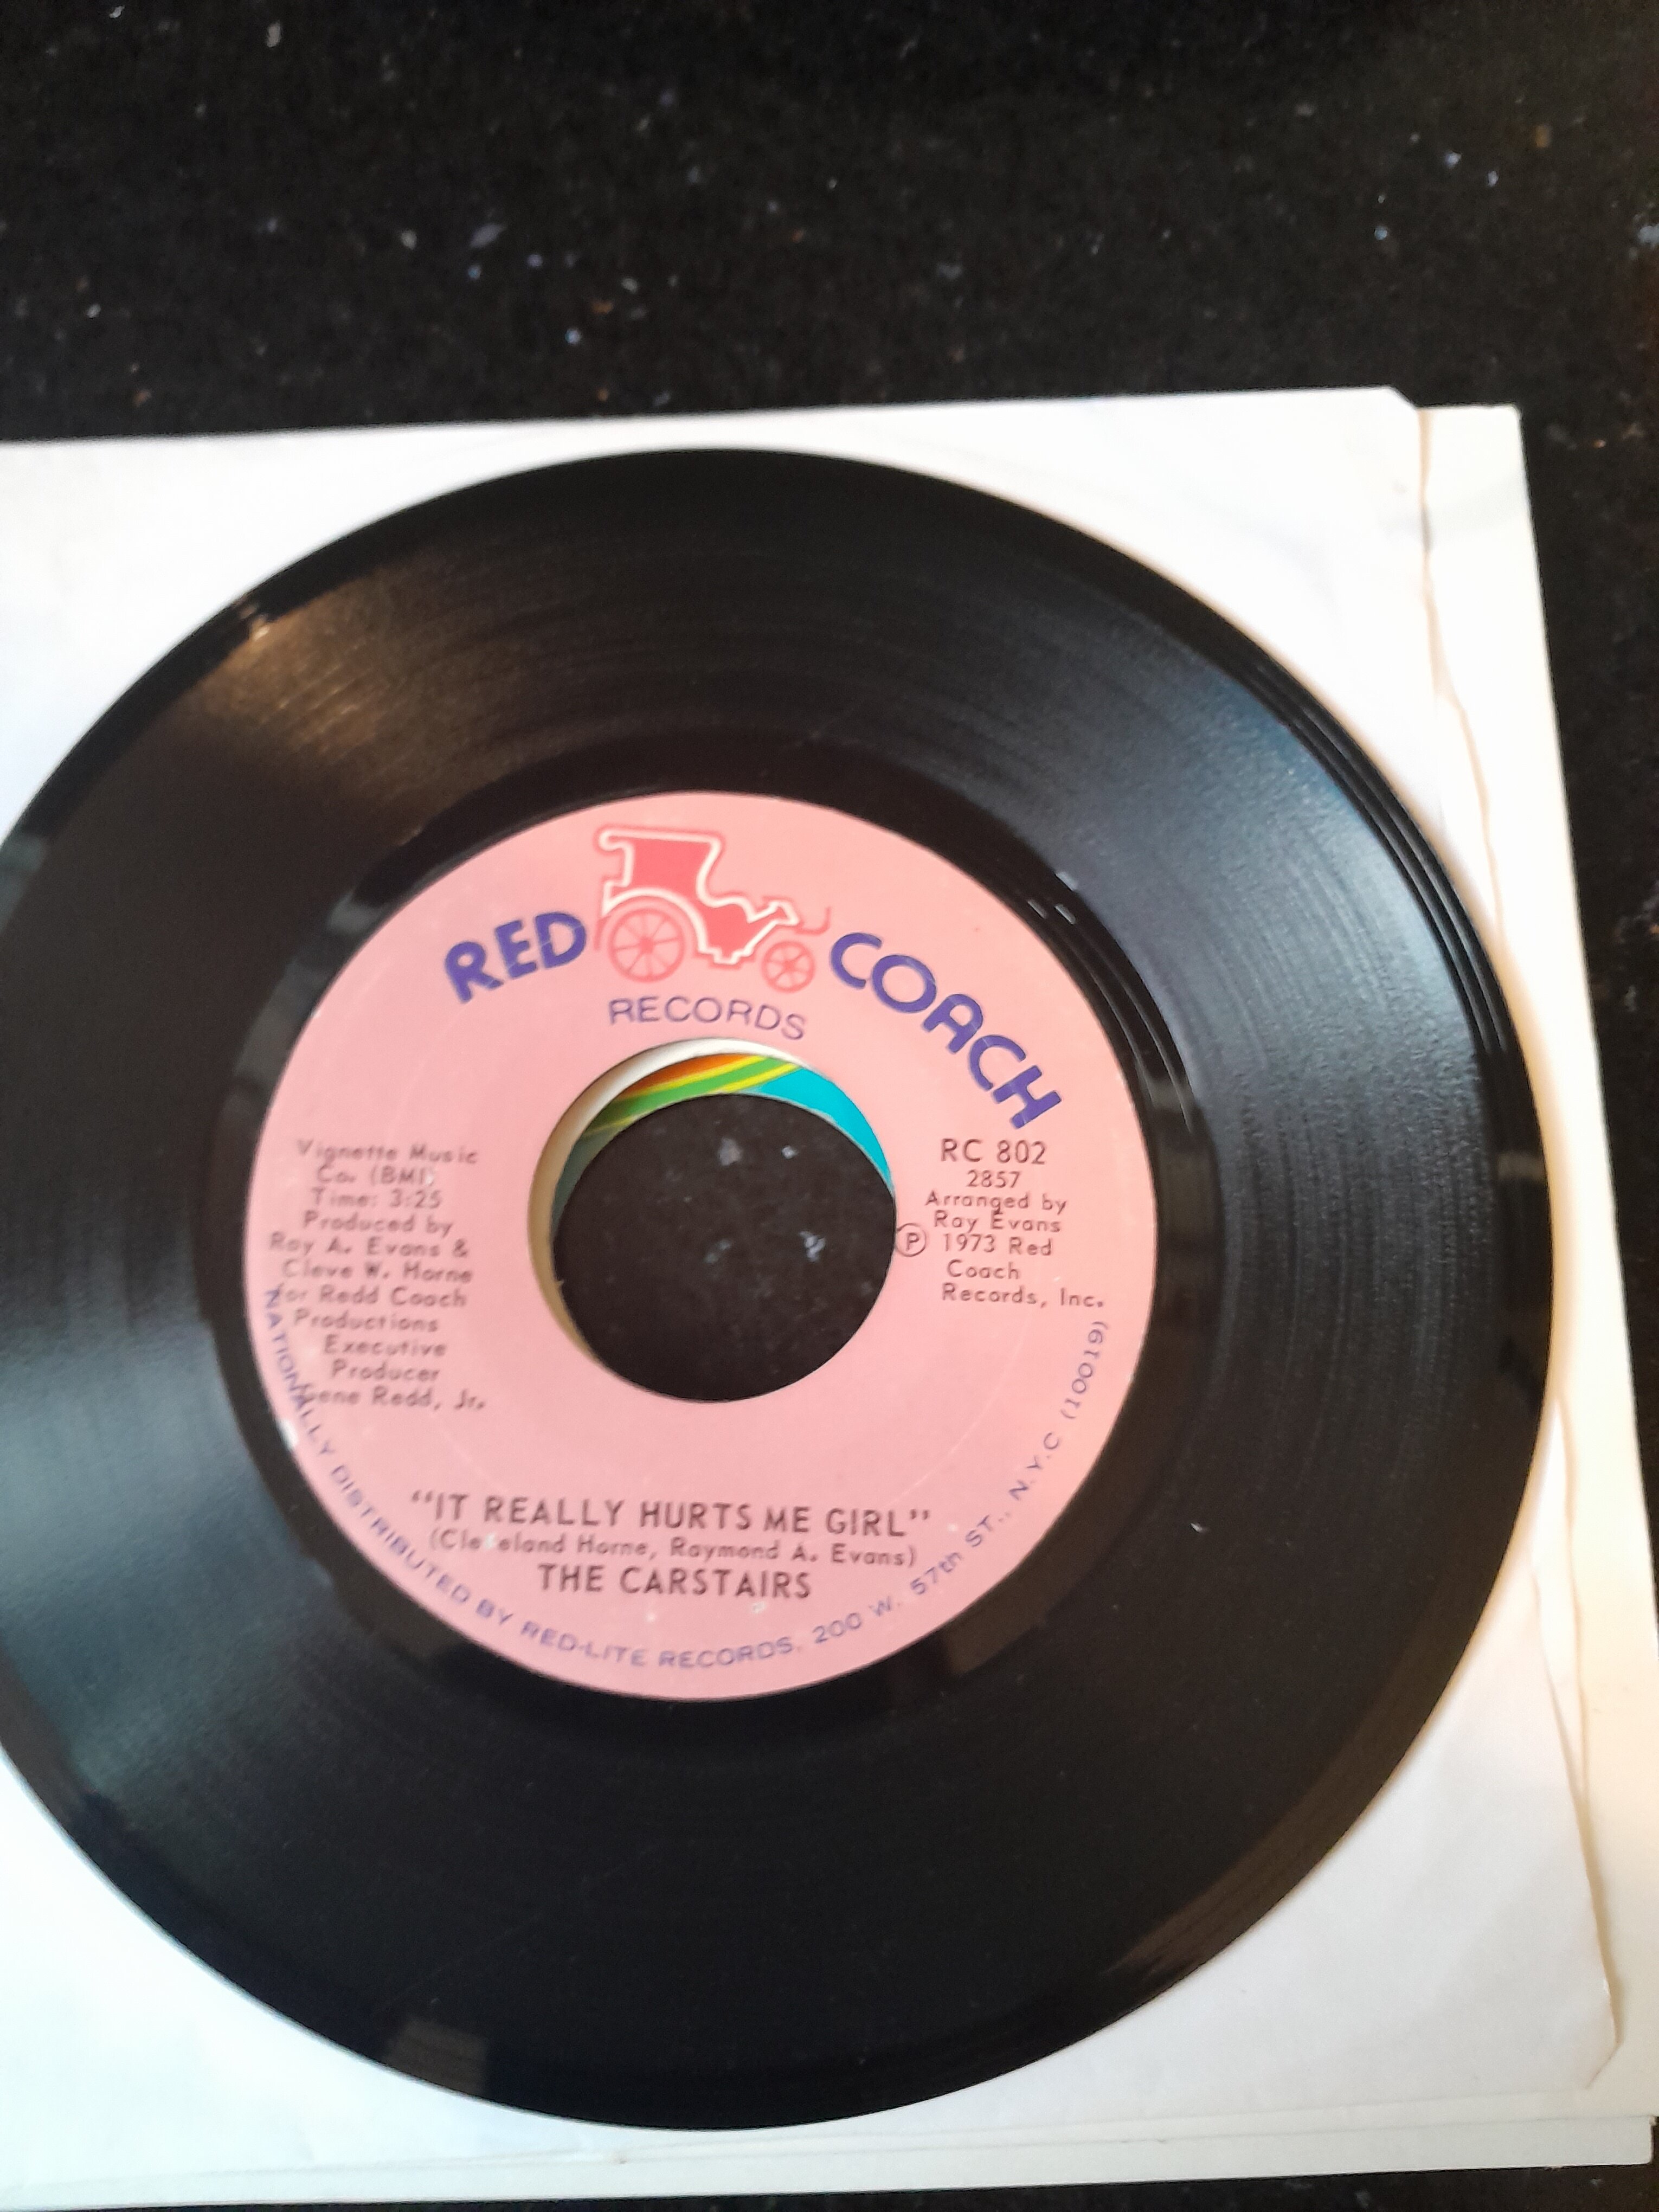 RED COACH
RECORDS
Vignette Music
Co. (BMI)
Time: 3:25
Produced by
Ray A. Evans &
Cleve W. Horne
for Redd Coach
Productions
Executive
Producer
Gene Redd, Jr.
RC 802
2857
Arranged by
Ray Evans
℗ 1973 Red
Coach
Records, Inc.
"IT REALLY HURTS ME GIRL"
(Cleveland Horne, Raymond A. Evans)
THE CARSTAIRS
NATIONALLY DISTRIBUTED BY RED-LITE RECORDS, 200 W. 57th ST., N.Y.C (10019)